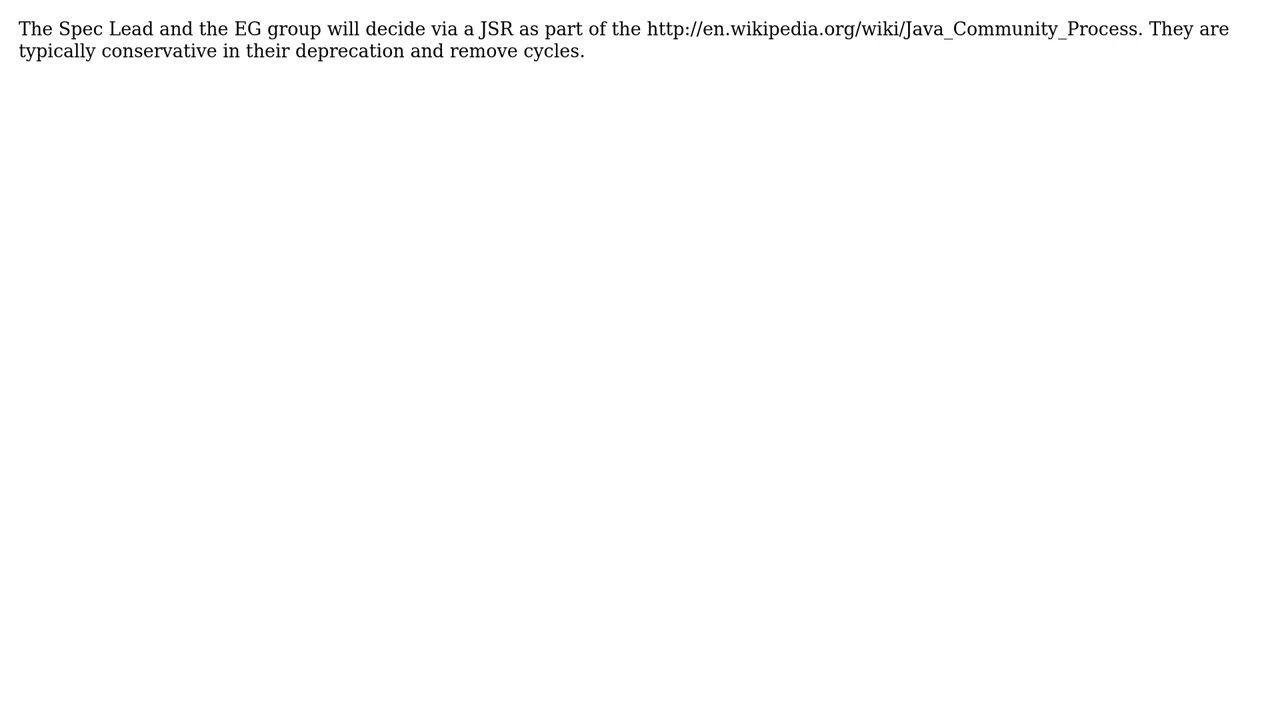 The Spec Lead and the EG group will decide via a JSR as part of the http://en.wikipedia.org/wiki/Java_Community_Process. They are
typically conservative in their deprecation and remove cycles.